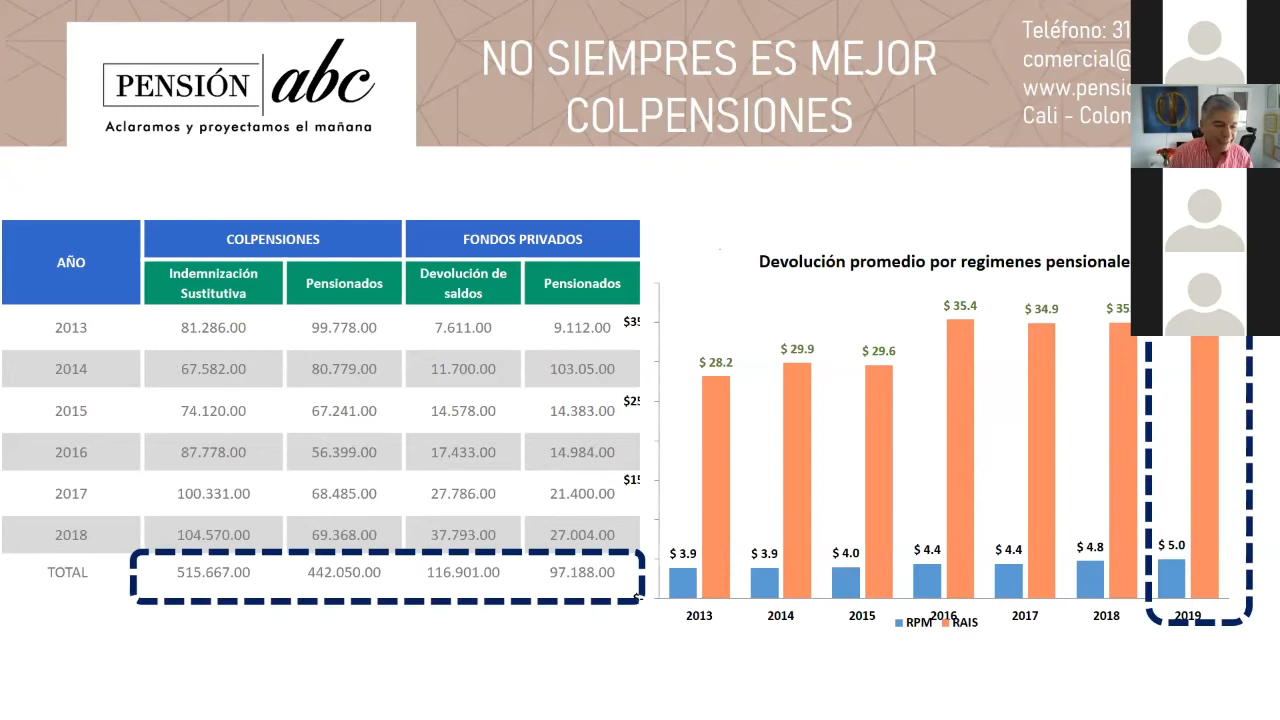 PENSIÓN abc
Aclaramos y proyectamos el mañana
NO SIEMPRES ES MEJOR
COLPENSIONES
Teléfono: 31
comercial@
www.pensio
Cali - Colom
AÑO COLPENSIONES FONDOS PRIVADOS
Indemnización Sustitutiva Pensionados Devolución de saldos Pensionados
2013 81.286.00 99.778.00 7.611.00 9.112.00
2014 67.582.00 80.779.00 11.700.00 103.05.00
2015 74.120.00 67.241.00 14.578.00 14.383.00
2016 87.778.00 56.399.00 17.433.00 14.984.00
2017 100.331.00 68.485.00 27.786.00 21.400.00
2018 104.570.00 69.368.00 37.793.00 27.004.00
TOTAL 515.667.00 442.050.00 116.901.00 97.188.00
Devolución promedio por regimenes pensionale
$35
$25
$15
$ 28.2 $ 29.9 $ 29.6 $ 35.4 $ 34.9 $ 35.
$ 3.9 $ 3.9 $ 4.0 $ 4.4 $ 4.4 $ 4.8 $ 5.0
2013 2014 2015 2016 2017 2018 2019
RPM RAIS